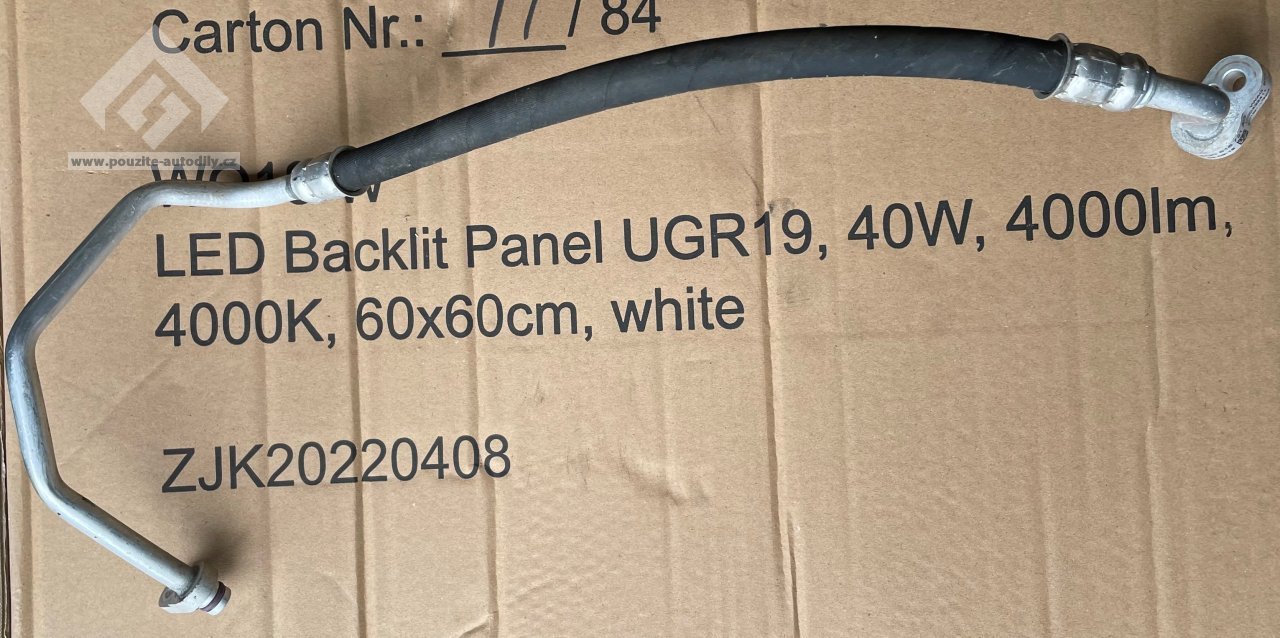 Carton Nr.: 77 / 84
www.pouzite-autodily.cz
LED Backlit Panel UGR19, 40W, 4000lm,
4000K, 60x60cm, white
ZJK20220408